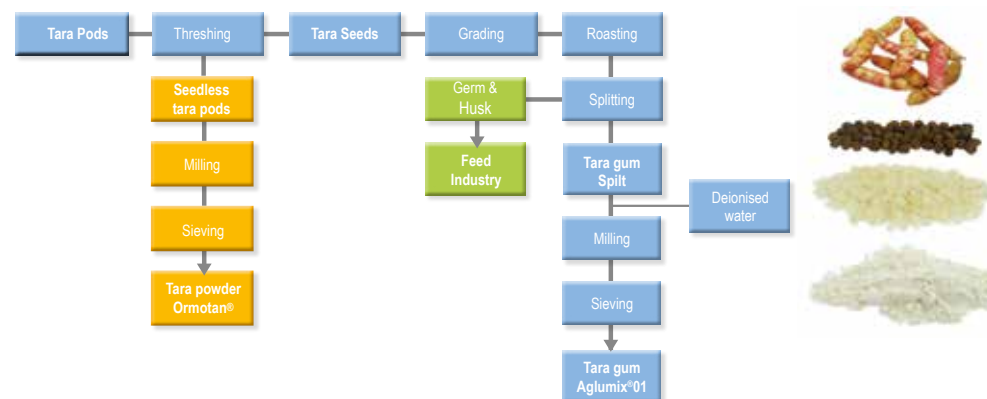 Tara Pods
Threshing
Tara Seeds
Grading
Roasting
Seedless
tara pods
Germ &
Husk
Splitting
Milling
Feed
Industry
Tara gum
Spilt
Deionised
water
Sieving
Milling
Tara powder
Ormotan®
Sieving
Tara gum
Aglumix®01